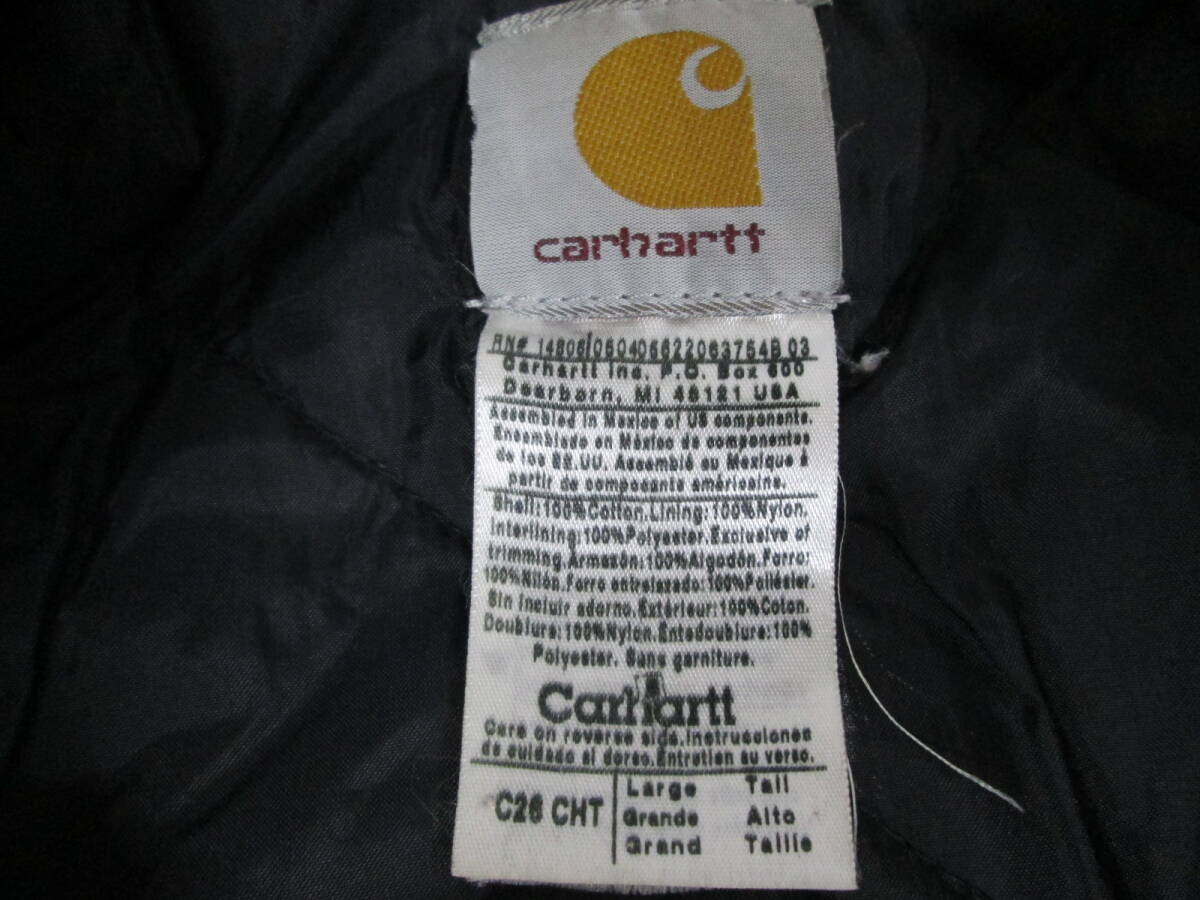 carhartt
RN# 14806/060406622063754B 03
Carhartt Inc, P.O. Box 600
Dearborn, MI 48121 USA
Assembled in Mexico of US components.
Ensamblado en México de componentes
de los EE.UU. Assemblé au Mexique à
partir de composants américains.
Shell:100%Cotton.Lining:100%Nylon.
Interlining:100%Polyester.Exclusive of
trimming.Armazón:100%Algodón.Forro:
100%Nilón.Forro entrelazado:100%Poliéster.
Sin incluir adorno.Extérieur:100%Coton.
Doublure:100%Nylon.Entedoublure:100%
Polyester. Sans garniture.
Carhartt
Care on reverse side.Instrucciones
de cuidado al dorso.Entretien au verso.
C26 CHT
Large Tall
Grande Alto
Grand Taille